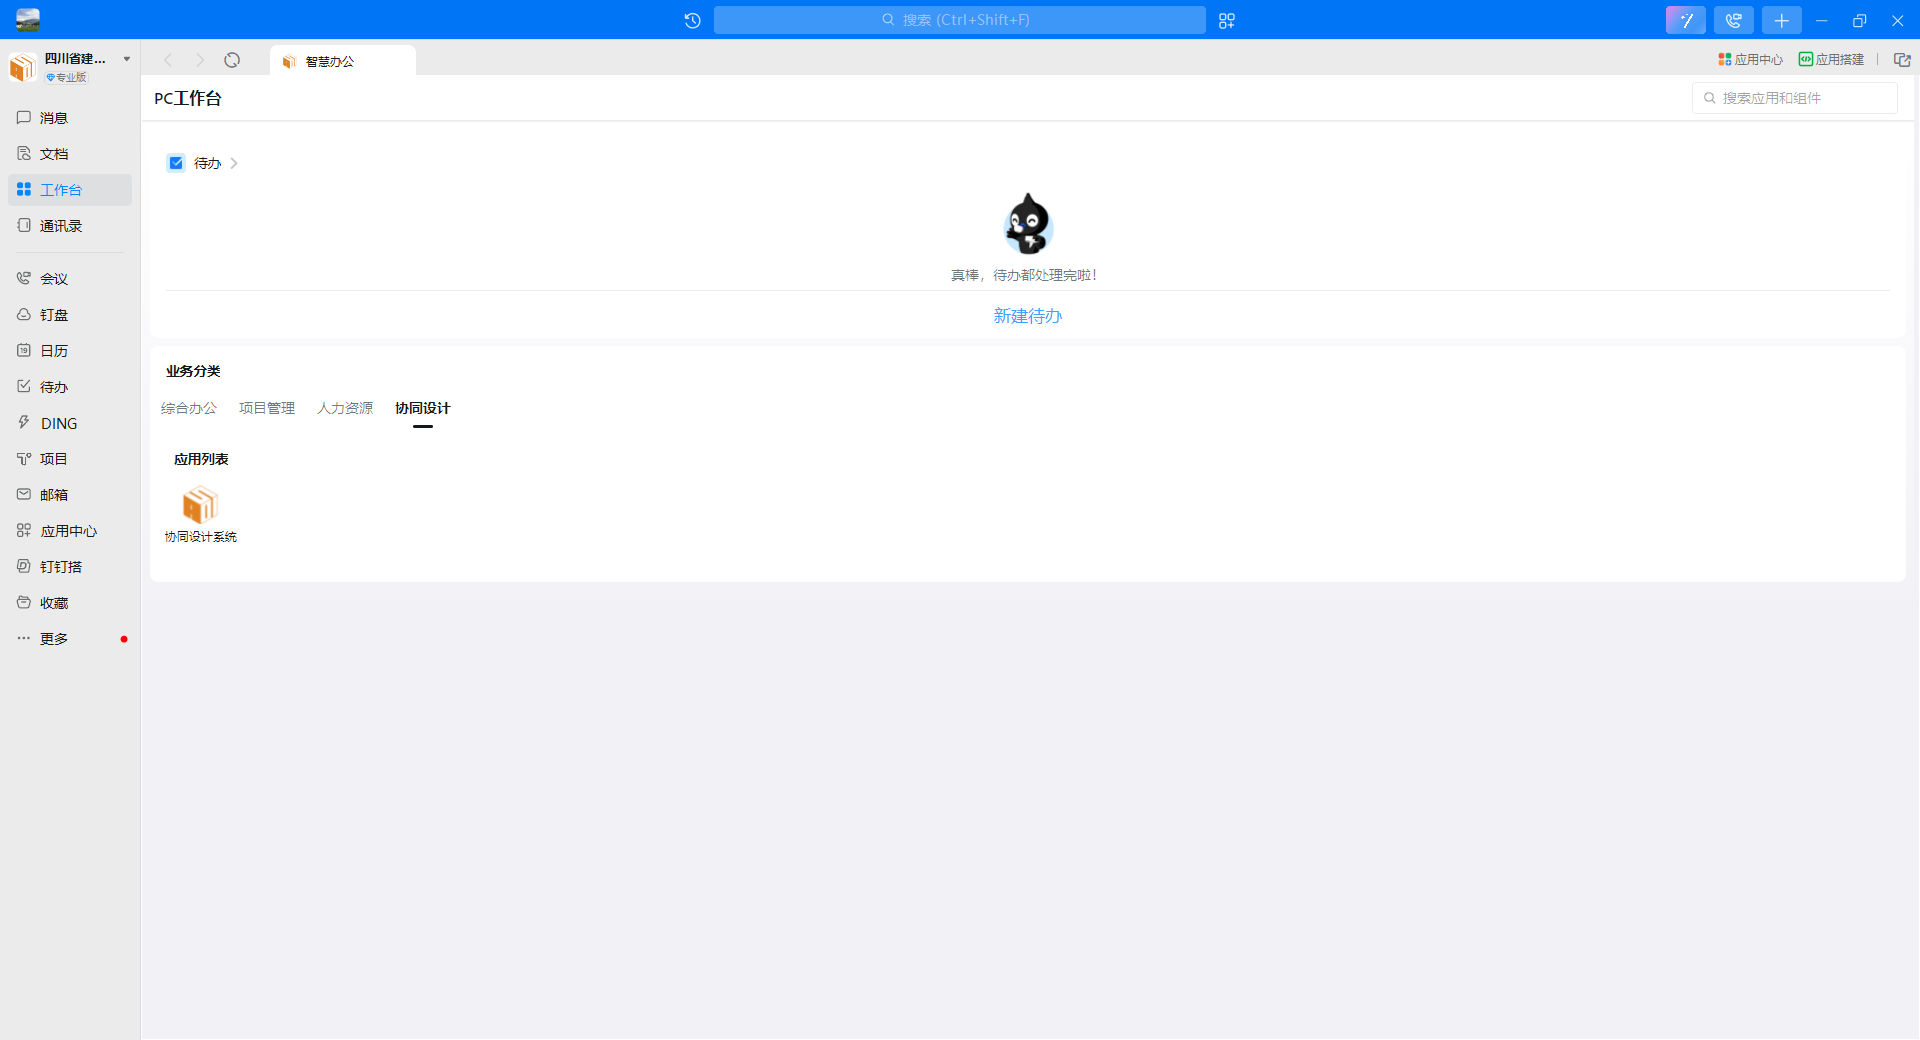 搜索 (Ctrl+Shift+F)
四川省建...
专业版
智慧办公
应用中心
应用搭建
PC工作台
搜索应用和组件
消息
文档
工作台
通讯录
会议
钉盘
19
日历
待办
DING
项目
邮箱
应用中心
钉钉搭
收藏
更多
待办
真棒，待办都处理完啦！
新建待办
业务分类
综合办公 项目管理 人力资源 协同设计
应用列表
协同设计系统